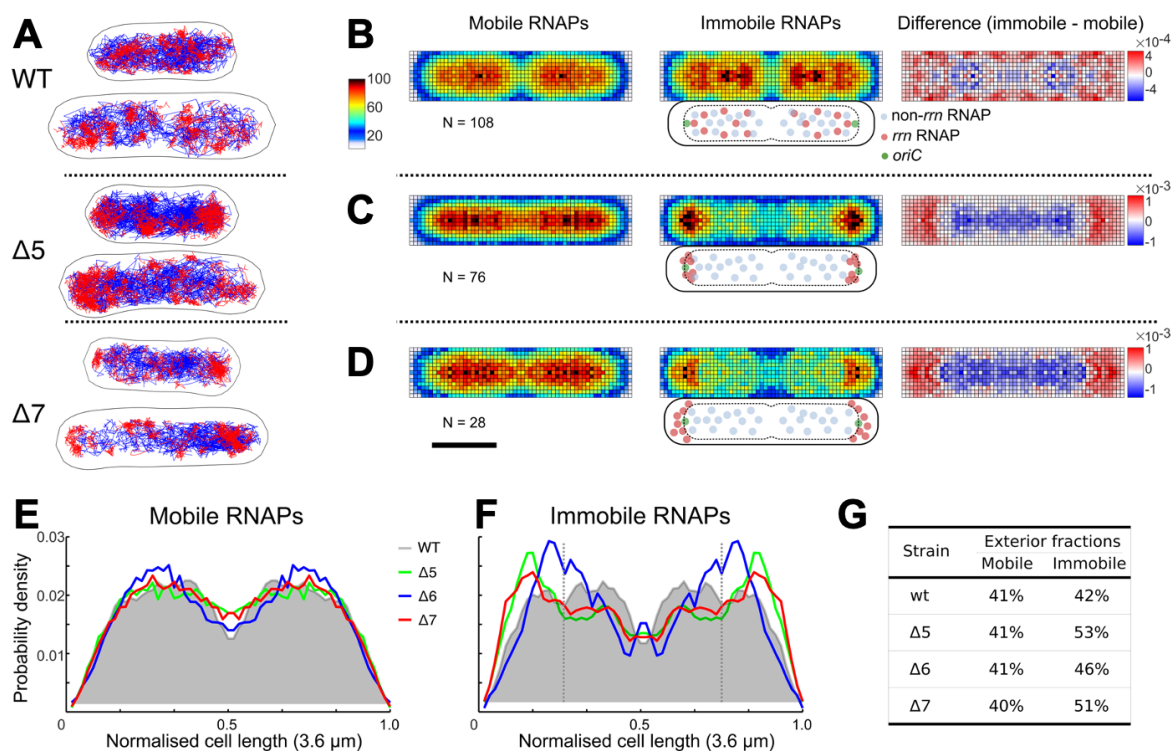 A
WT
Δ5
Δ7
B
Mobile RNAPs
Immobile RNAPs
Difference (immobile - mobile)
100
60
20
N = 108
×10-4
4
0
-4
non-rrn RNAP
rrn RNAP
oriC
C
N = 76
×10-3
1
0
-1
D
N = 28
×10-3
1
0
-1
E
Mobile RNAPs
Probability density
0.03
0.02
0.01
0
0.5
1.0
Normalised cell length (3.6 µm)
WT
Δ5
Δ6
Δ7
F
Immobile RNAPs
0
0.5
1.0
Normalised cell length (3.6 µm)
G
Strain
Exterior fractions
Mobile Immobile
wt 41% 42%
Δ5 41% 53%
Δ6 41% 46%
Δ7 40% 51%